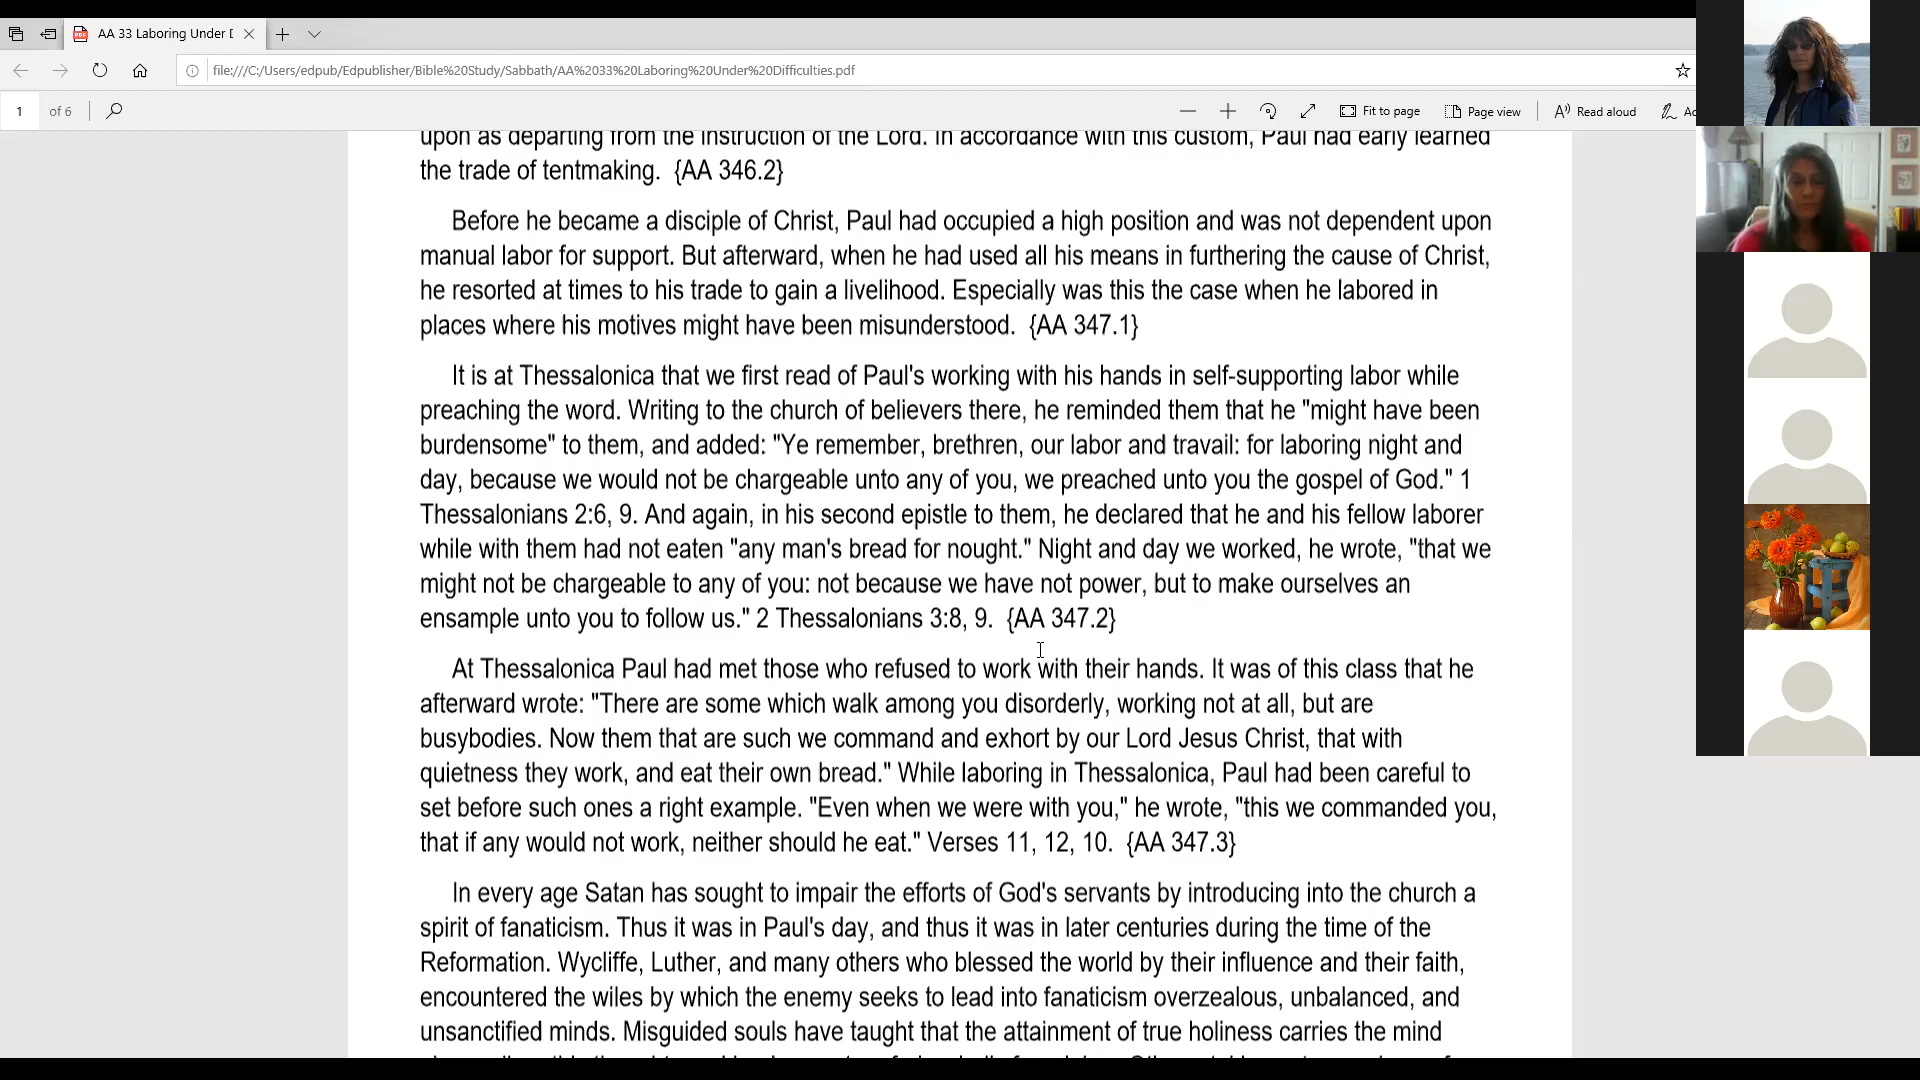 AA 33 Laboring Under D
file:///C:/Users/edpub/Edpublisher/Bible%20Study/Sabbath/AA%2033%20Laboring%20Under%20Difficulties.pdf
1 of 6
Fit to page
Page view
Read aloud
upon as departing from the instruction of the Lord. In accordance with this custom, Paul had early learned
the trade of tentmaking. {AA 346.2}
Before he became a disciple of Christ, Paul had occupied a high position and was not dependent upon
manual labor for support. But afterward, when he had used all his means in furthering the cause of Christ,
he resorted at times to his trade to gain a livelihood. Especially was this the case when he labored in
places where his motives might have been misunderstood. {AA 347.1}
It is at Thessalonica that we first read of Paul's working with his hands in self-supporting labor while
preaching the word. Writing to the church of believers there, he reminded them that he "might have been
burdensome" to them, and added: "Ye remember, brethren, our labor and travail: for laboring night and
day, because we would not be chargeable unto any of you, we preached unto you the gospel of God." 1
Thessalonians 2:6, 9. And again, in his second epistle to them, he declared that he and his fellow laborer
while with them had not eaten "any man's bread for nought." Night and day we worked, he wrote, "that we
might not be chargeable to any of you: not because we have not power, but to make ourselves an
ensample unto you to follow us." 2 Thessalonians 3:8, 9. {AA 347.2}
At Thessalonica Paul had met those who refused to work with their hands. It was of this class that he
afterward wrote: "There are some which walk among you disorderly, working not at all, but are
busybodies. Now them that are such we command and exhort by our Lord Jesus Christ, that with
quietness they work, and eat their own bread." While laboring in Thessalonica, Paul had been careful to
set before such ones a right example. "Even when we were with you," he wrote, "this we commanded you,
that if any would not work, neither should he eat." Verses 11, 12, 10. {AA 347.3}
In every age Satan has sought to impair the efforts of God's servants by introducing into the church a
spirit of fanaticism. Thus it was in Paul's day, and thus it was in later centuries during the time of the
Reformation. Wycliffe, Luther, and many others who blessed the world by their influence and their faith,
encountered the wiles by which the enemy seeks to lead into fanaticism overzealous, unbalanced, and
unsanctified minds. Misguided souls have taught that the attainment of true holiness carries the mind